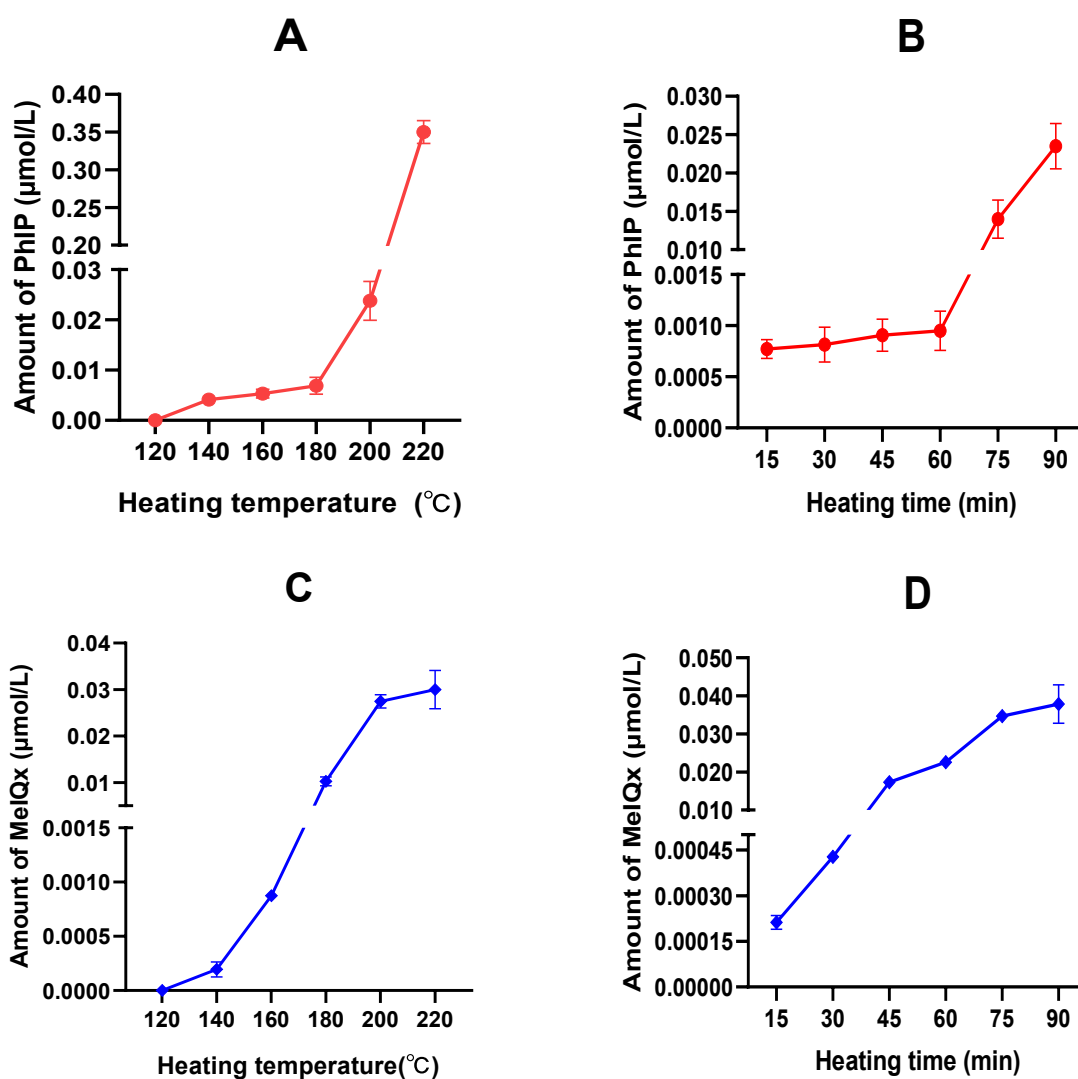 A
Amount of PhIP (μmol/L)
0.40
0.35
0.30
0.25
0.20
0.03
0.02
0.01
0.00
120 140 160 180 200 220
Heating temperature (℃)
B
Amount of PhIP (μmol/L)
0.030
0.025
0.020
0.015
0.010
0.0015
0.0010
0.0005
0.0000
15 30 45 60 75 90
Heating time (min)
C
Amount of MeIQx (μmol/L)
0.04
0.03
0.02
0.01
0.0015
0.0010
0.0005
0.0000
120 140 160 180 200 220
Heating temperature(℃)
D
Amount of MeIQx (μmol/L)
0.050
0.040
0.030
0.020
0.010
0.00045
0.00030
0.00015
0.00000
15 30 45 60 75 90
Heating time (min)